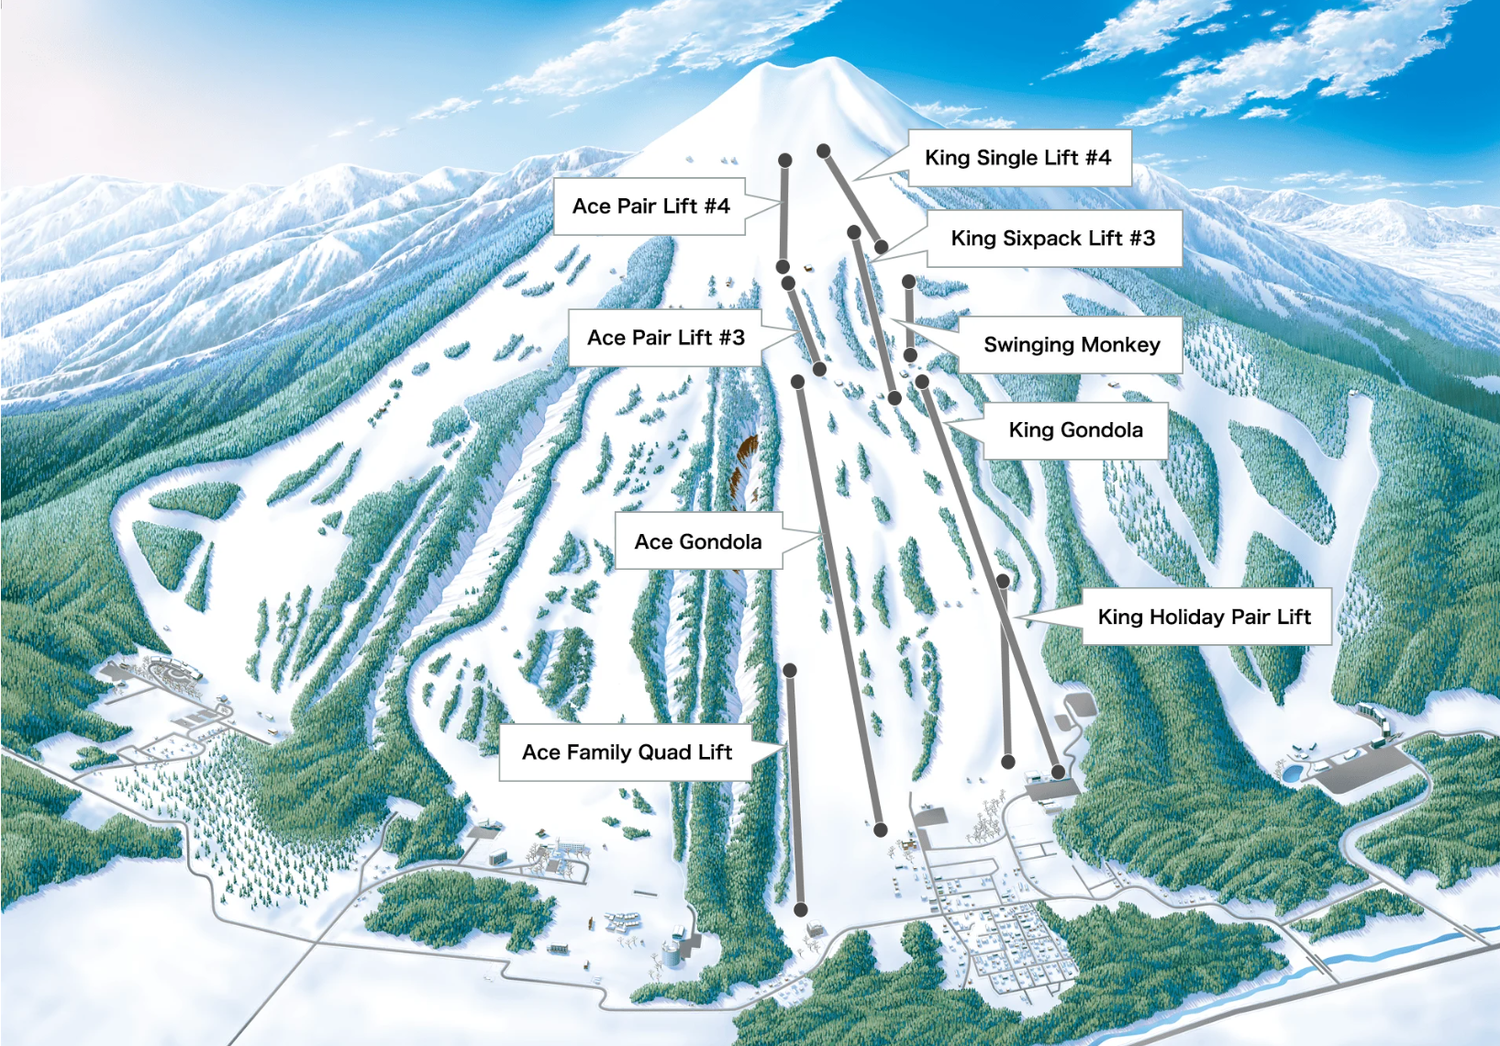 King Single Lift #4
Ace Pair Lift #4
King Sixpack Lift #3
Ace Pair Lift #3
Swinging Monkey
King Gondola
Ace Gondola
King Holiday Pair Lift
Ace Family Quad Lift